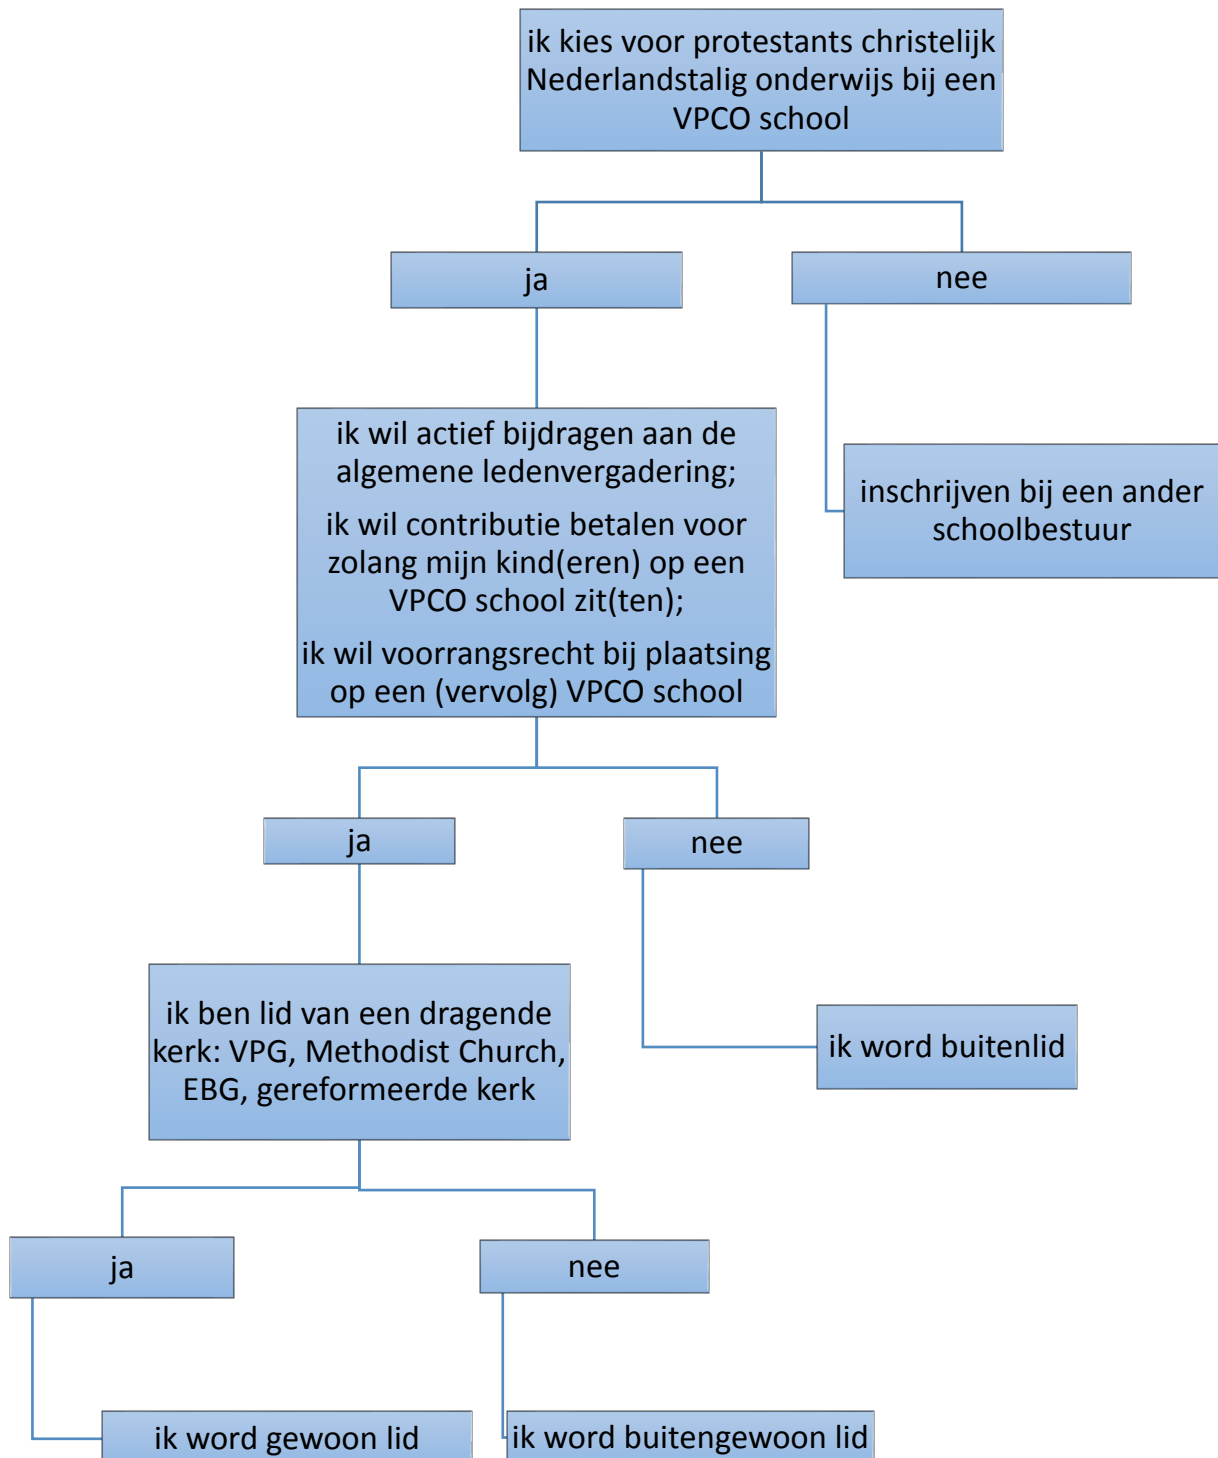 ik kies voor protestants christelijk
Nederlandstalig onderwijs bij een
VPCO school
ja
nee
ik wil actief bijdragen aan de
algemene ledenvergadering;
ik wil contributie betalen voor
zolang mijn kind(eren) op een
VPCO school zit(ten);
ik wil voorrangsrecht bij plaatsing
op een (vervolg) VPCO school
inschrijven bij een ander
schoolbestuur
ja
nee
ik ben lid van een dragende
kerk: VPG, Methodist Church,
EBG, gereformeerde kerk
ik word buitenlid
ja
nee
ik word gewoon lid
ik word buitengewoon lid